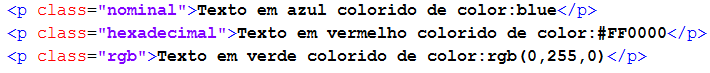 <p class="nominal">Texto em azul colorido de color:blue</p>
<p class="hexadecimal">Texto em vermelho colorido de color:#FF0000</p>
<p class="rgb">Texto em verde colorido de color:rgb(0,255,0)</p>